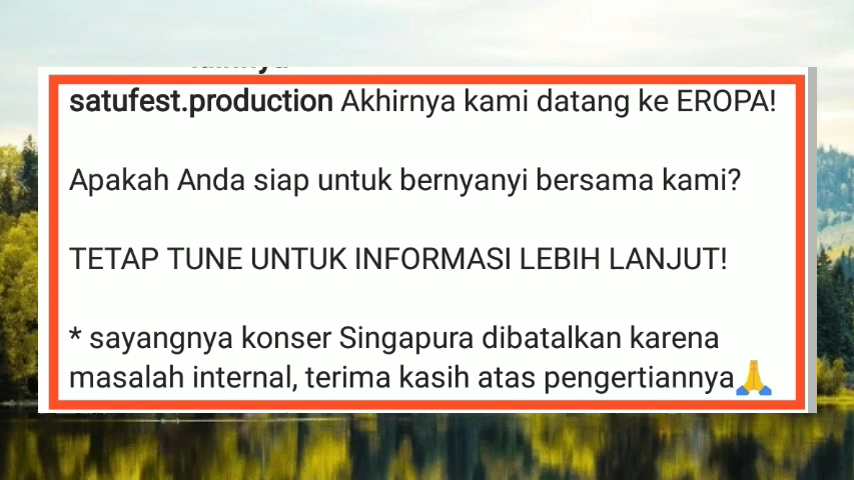 satufest.production Akhirnya kami datang ke EROPA!
Apakah Anda siap untuk bernyanyi bersama kami?
TETAP TUNE UNTUK INFORMASI LEBIH LANJUT!
* sayangnya konser Singapura dibatalkan karena
masalah internal, terima kasih atas pengertiannya🙏